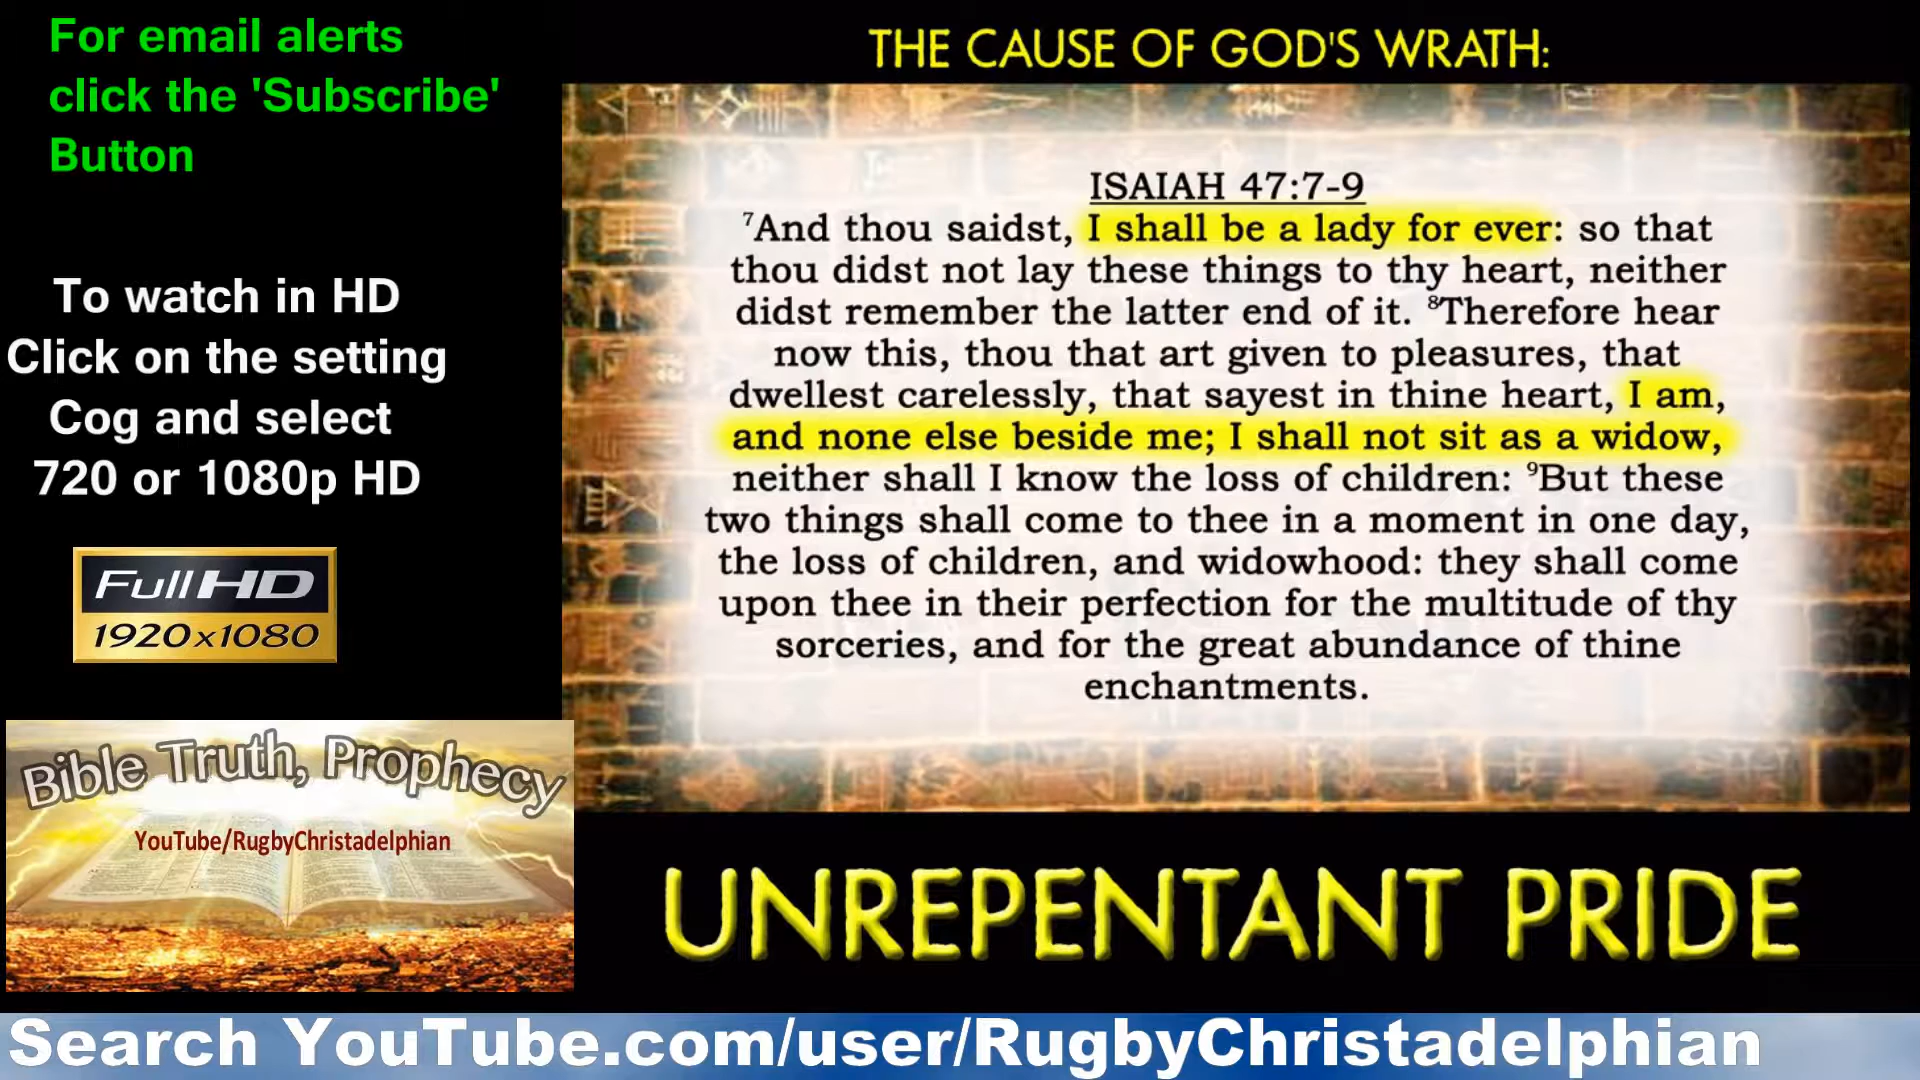 For email alerts
click the 'Subscribe'
Button
To watch in HD
Click on the setting
Cog and select
720 or 1080p HD
Full HD
1920x1080
Bible Truth, Prophecy
YouTube/RugbyChristadelphian
THE CAUSE OF GOD'S WRATH:
ISAIAH 47:7-9
⁷And thou saidst, I shall be a lady for ever: so that
thou didst not lay these things to thy heart, neither
didst remember the latter end of it. ⁸Therefore hear
now this, thou that art given to pleasures, that
dwellest carelessly, that sayest in thine heart, I am,
and none else beside me; I shall not sit as a widow,
neither shall I know the loss of children: ⁹But these
two things shall come to thee in a moment in one day,
the loss of children, and widowhood: they shall come
upon thee in their perfection for the multitude of thy
sorceries, and for the great abundance of thine
enchantments.
UNREPENTANT PRIDE
Search YouTube.com/user/RugbyChristadelphian